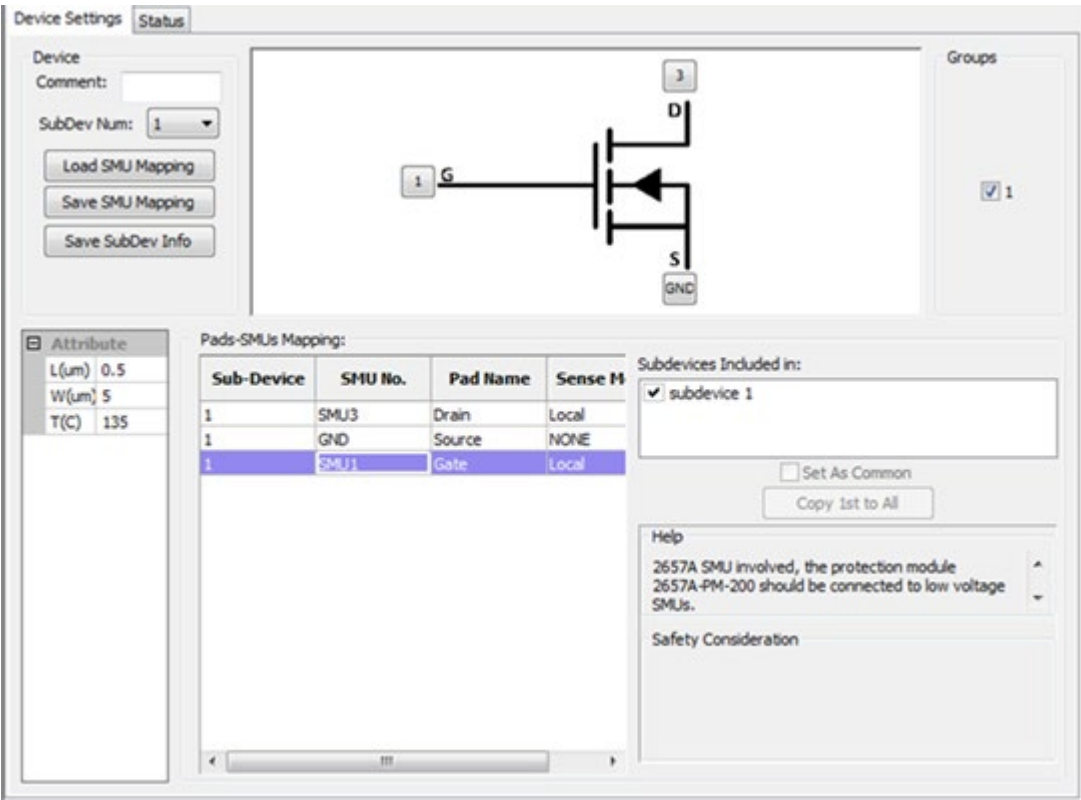 Device Settings Status
Device
Comment:
SubDev Num: 1
Load SMU Mapping
Save SMU Mapping
Save SubDev Info
3
D
1 G
S
GND
Groups
1
Attribute
L(um) 0.5
W(um) 5
T(C) 135
Pads-SMUs Mapping:
Sub-Device SMU No. Pad Name Sense M
1 SMU3 Drain Local
1 GND Source NONE
1 SMU1 Gate Local
Subdevices Included in:
subdevice 1
Set As Common
Copy 1st to All
Help
2657A SMU involved, the protection module
2657A-PM-200 should be connected to low voltage
SMUs.
Safety Consideration